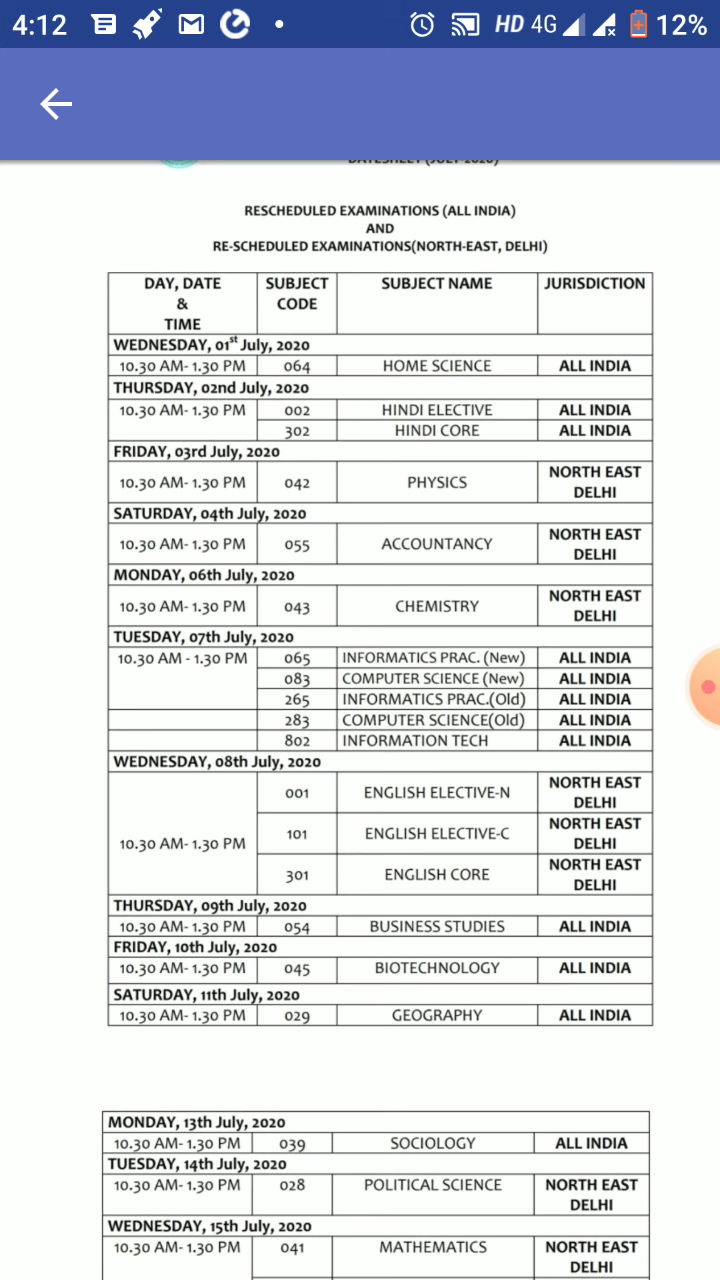 4:12 HD 4G 12%
DATESHEET (JULY 2020)
RESCHEDULED EXAMINATIONS (ALL INDIA)
AND
RE-SCHEDULED EXAMINATIONS(NORTH-EAST, DELHI)
DAY, DATE & TIME SUBJECT CODE SUBJECT NAME JURISDICTION
WEDNESDAY, 01st July, 2020
10.30 AM- 1.30 PM 064 HOME SCIENCE ALL INDIA
THURSDAY, 02nd July, 2020
10.30 AM- 1.30 PM 002 HINDI ELECTIVE ALL INDIA
302 HINDI CORE ALL INDIA
FRIDAY, 03rd July, 2020
10.30 AM- 1.30 PM 042 PHYSICS NORTH EAST DELHI
SATURDAY, 04th July, 2020
10.30 AM- 1.30 PM 055 ACCOUNTANCY NORTH EAST DELHI
MONDAY, 06th July, 2020
10.30 AM- 1.30 PM 043 CHEMISTRY NORTH EAST DELHI
TUESDAY, 07th July, 2020
10.30 AM - 1.30 PM 065 INFORMATICS PRAC. (New) ALL INDIA
083 COMPUTER SCIENCE (New) ALL INDIA
265 INFORMATICS PRAC.(Old) ALL INDIA
283 COMPUTER SCIENCE(Old) ALL INDIA
802 INFORMATION TECH ALL INDIA
WEDNESDAY, 08th July, 2020
10.30 AM- 1.30 PM 001 ENGLISH ELECTIVE-N NORTH EAST DELHI
101 ENGLISH ELECTIVE-C NORTH EAST DELHI
301 ENGLISH CORE NORTH EAST DELHI
THURSDAY, 09th July, 2020
10.30 AM- 1.30 PM 054 BUSINESS STUDIES ALL INDIA
FRIDAY, 10th July, 2020
10.30 AM- 1.30 PM 045 BIOTECHNOLOGY ALL INDIA
SATURDAY, 11th July, 2020
10.30 AM- 1.30 PM 029 GEOGRAPHY ALL INDIA
MONDAY, 13th July, 2020
10.30 AM- 1.30 PM 039 SOCIOLOGY ALL INDIA
TUESDAY, 14th July, 2020
10.30 AM- 1.30 PM 028 POLITICAL SCIENCE NORTH EAST DELHI
WEDNESDAY, 15th July, 2020
10.30 AM- 1.30 PM 041 MATHEMATICS NORTH EAST DELHI